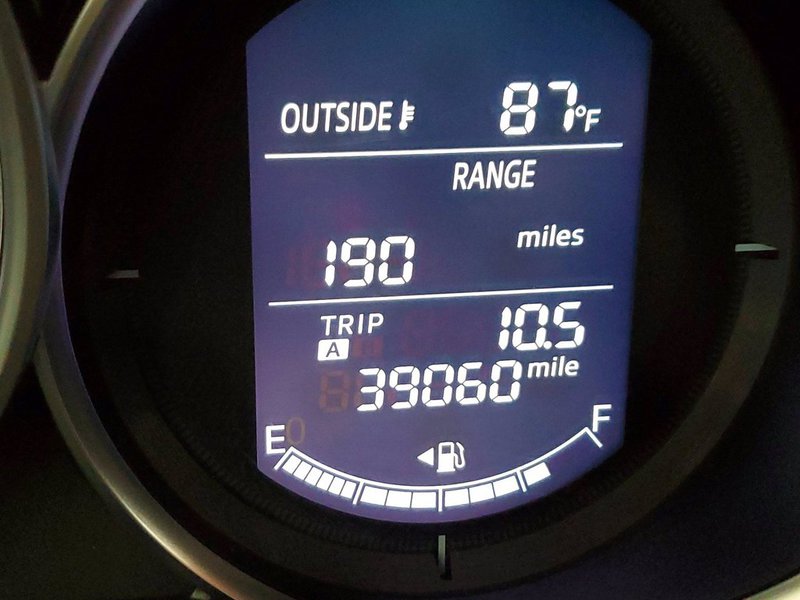 OUTSIDE 87°F
RANGE
190 miles
TRIP A 10.5
39060 mile
E F